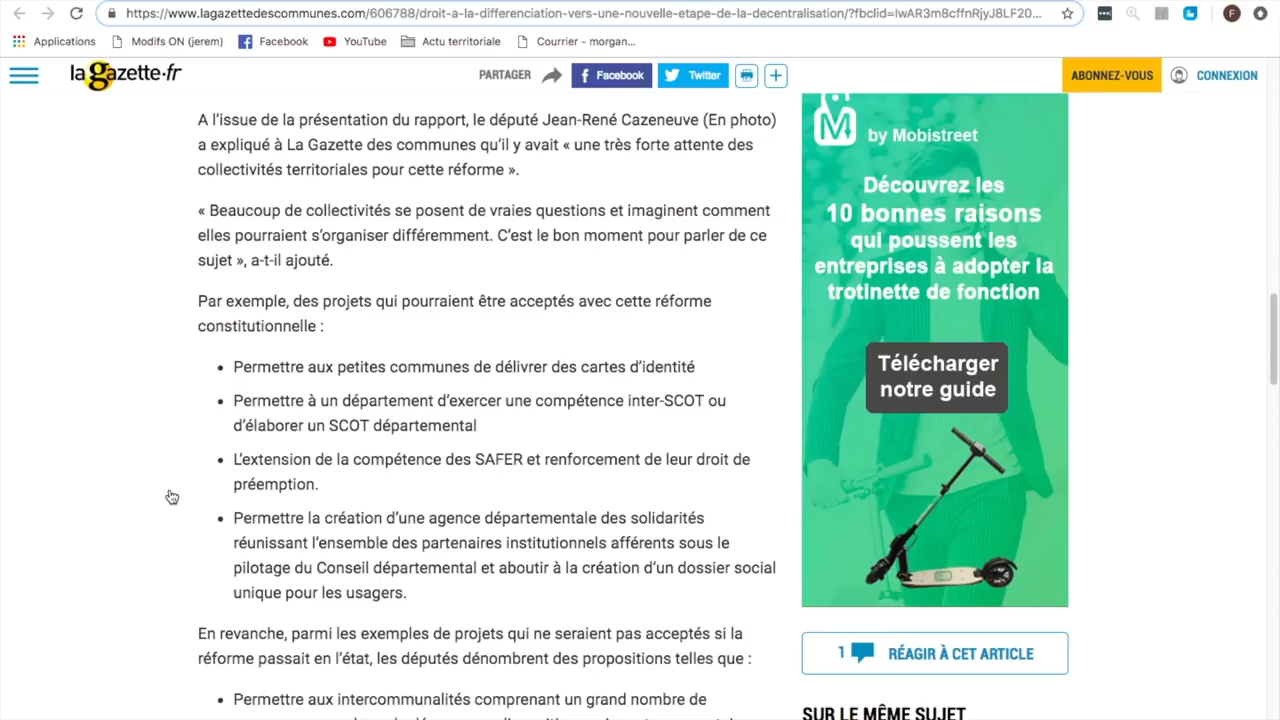 https://www.lagazettedescommunes.com/606788/droit-a-la-differenciation-vers-une-nouvelle-etape-de-la-decentralisation/?fbclid=IwAR3m8cffnRjyJ8LF20...
F
Applications
Modifs ON (jerem)
Facebook
YouTube
Actu territoriale
Courrier - morgan...
la gazette.fr
PARTAGER
Facebook
Twitter
ABONNEZ-VOUS
CONNEXION
A l’issue de la présentation du rapport, le député Jean-René Cazeneuve (En photo)
a expliqué à La Gazette des communes qu’il y avait « une très forte attente des
collectivités territoriales pour cette réforme ».
« Beaucoup de collectivités se posent de vraies questions et imaginent comment
elles pourraient s’organiser différemment. C’est le bon moment pour parler de ce
sujet », a-t-il ajouté.
Par exemple, des projets qui pourraient être acceptés avec cette réforme
constitutionnelle :
• Permettre aux petites communes de délivrer des cartes d’identité
• Permettre à un département d’exercer une compétence inter-SCOT ou
d’élaborer un SCOT départemental
• L’extension de la compétence des SAFER et renforcement de leur droit de
préemption.
• Permettre la création d’une agence départementale des solidarités
réunissant l’ensemble des partenaires institutionnels afférents sous le
pilotage du Conseil départemental et aboutir à la création d’un dossier social
unique pour les usagers.
En revanche, parmi les exemples de projets qui ne seraient pas acceptés si la
réforme passait en l’état, les députés dénombrent des propositions telles que :
• Permettre aux intercommunalités comprenant un grand nombre de
M by Mobistreet
Découvrez les
10 bonnes raisons
qui poussent les
entreprises à adopter la
trotinette de fonction
Télécharger
notre guide
1 RÉAGIR À CET ARTICLE
SUR LE MÊME SUJET